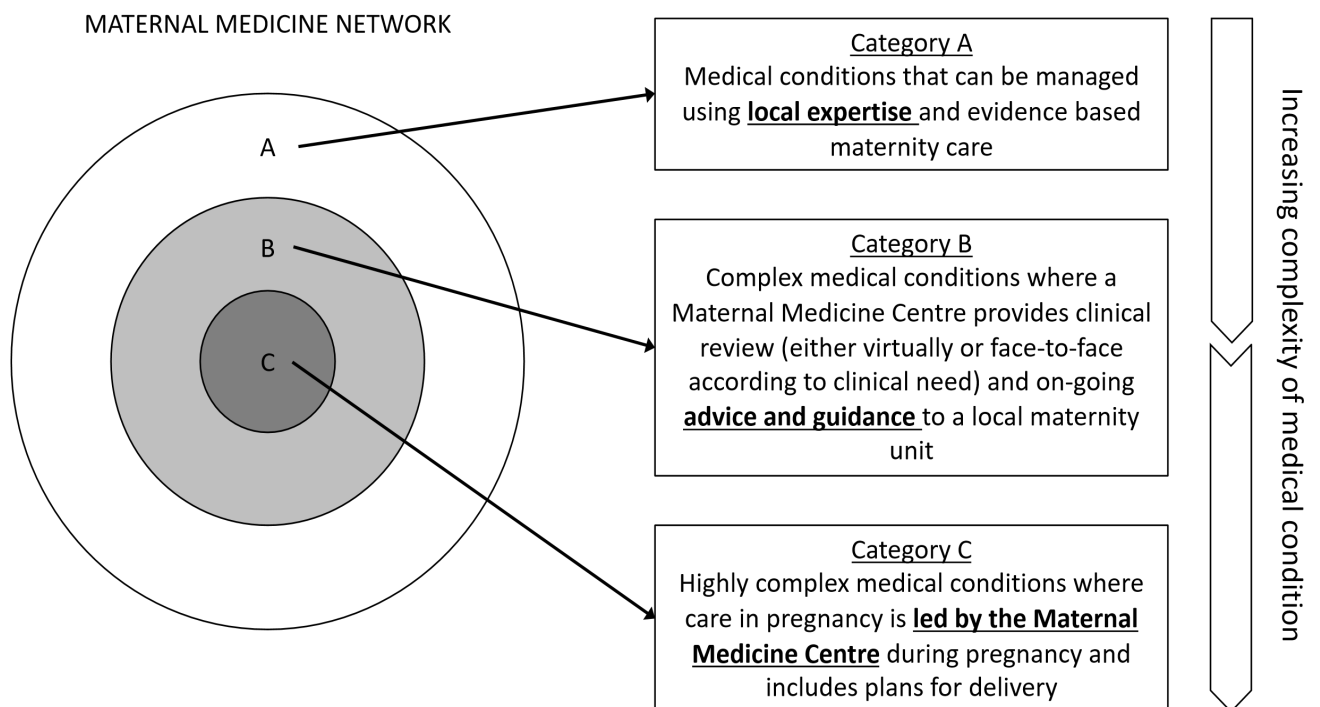 MATERNAL MEDICINE NETWORK
A
B
C
Category A
Medical conditions that can be managed
using local expertise and evidence based
maternity care
Category B
Complex medical conditions where a
Maternal Medicine Centre provides clinical
review (either virtually or face-to-face
according to clinical need) and on-going
advice and guidance to a local maternity
unit
Category C
Highly complex medical conditions where
care in pregnancy is led by the Maternal
Medicine Centre during pregnancy and
includes plans for delivery
Increasing complexity of medical condition